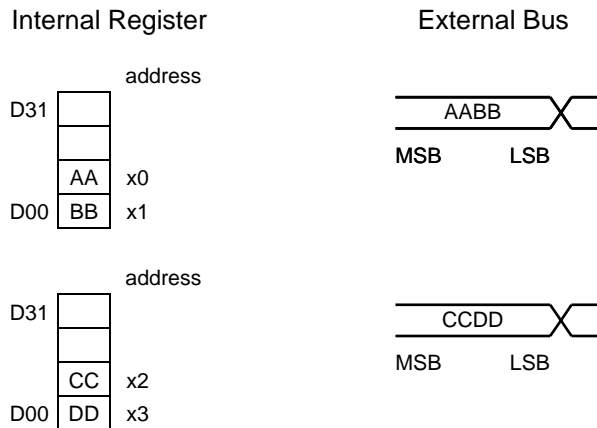 Internal Register External Bus
address
D31 AABB
MSB LSB
AA x0
D00 BB x1
address
D31 CCDD
MSB LSB
CC x2
D00 DD x3